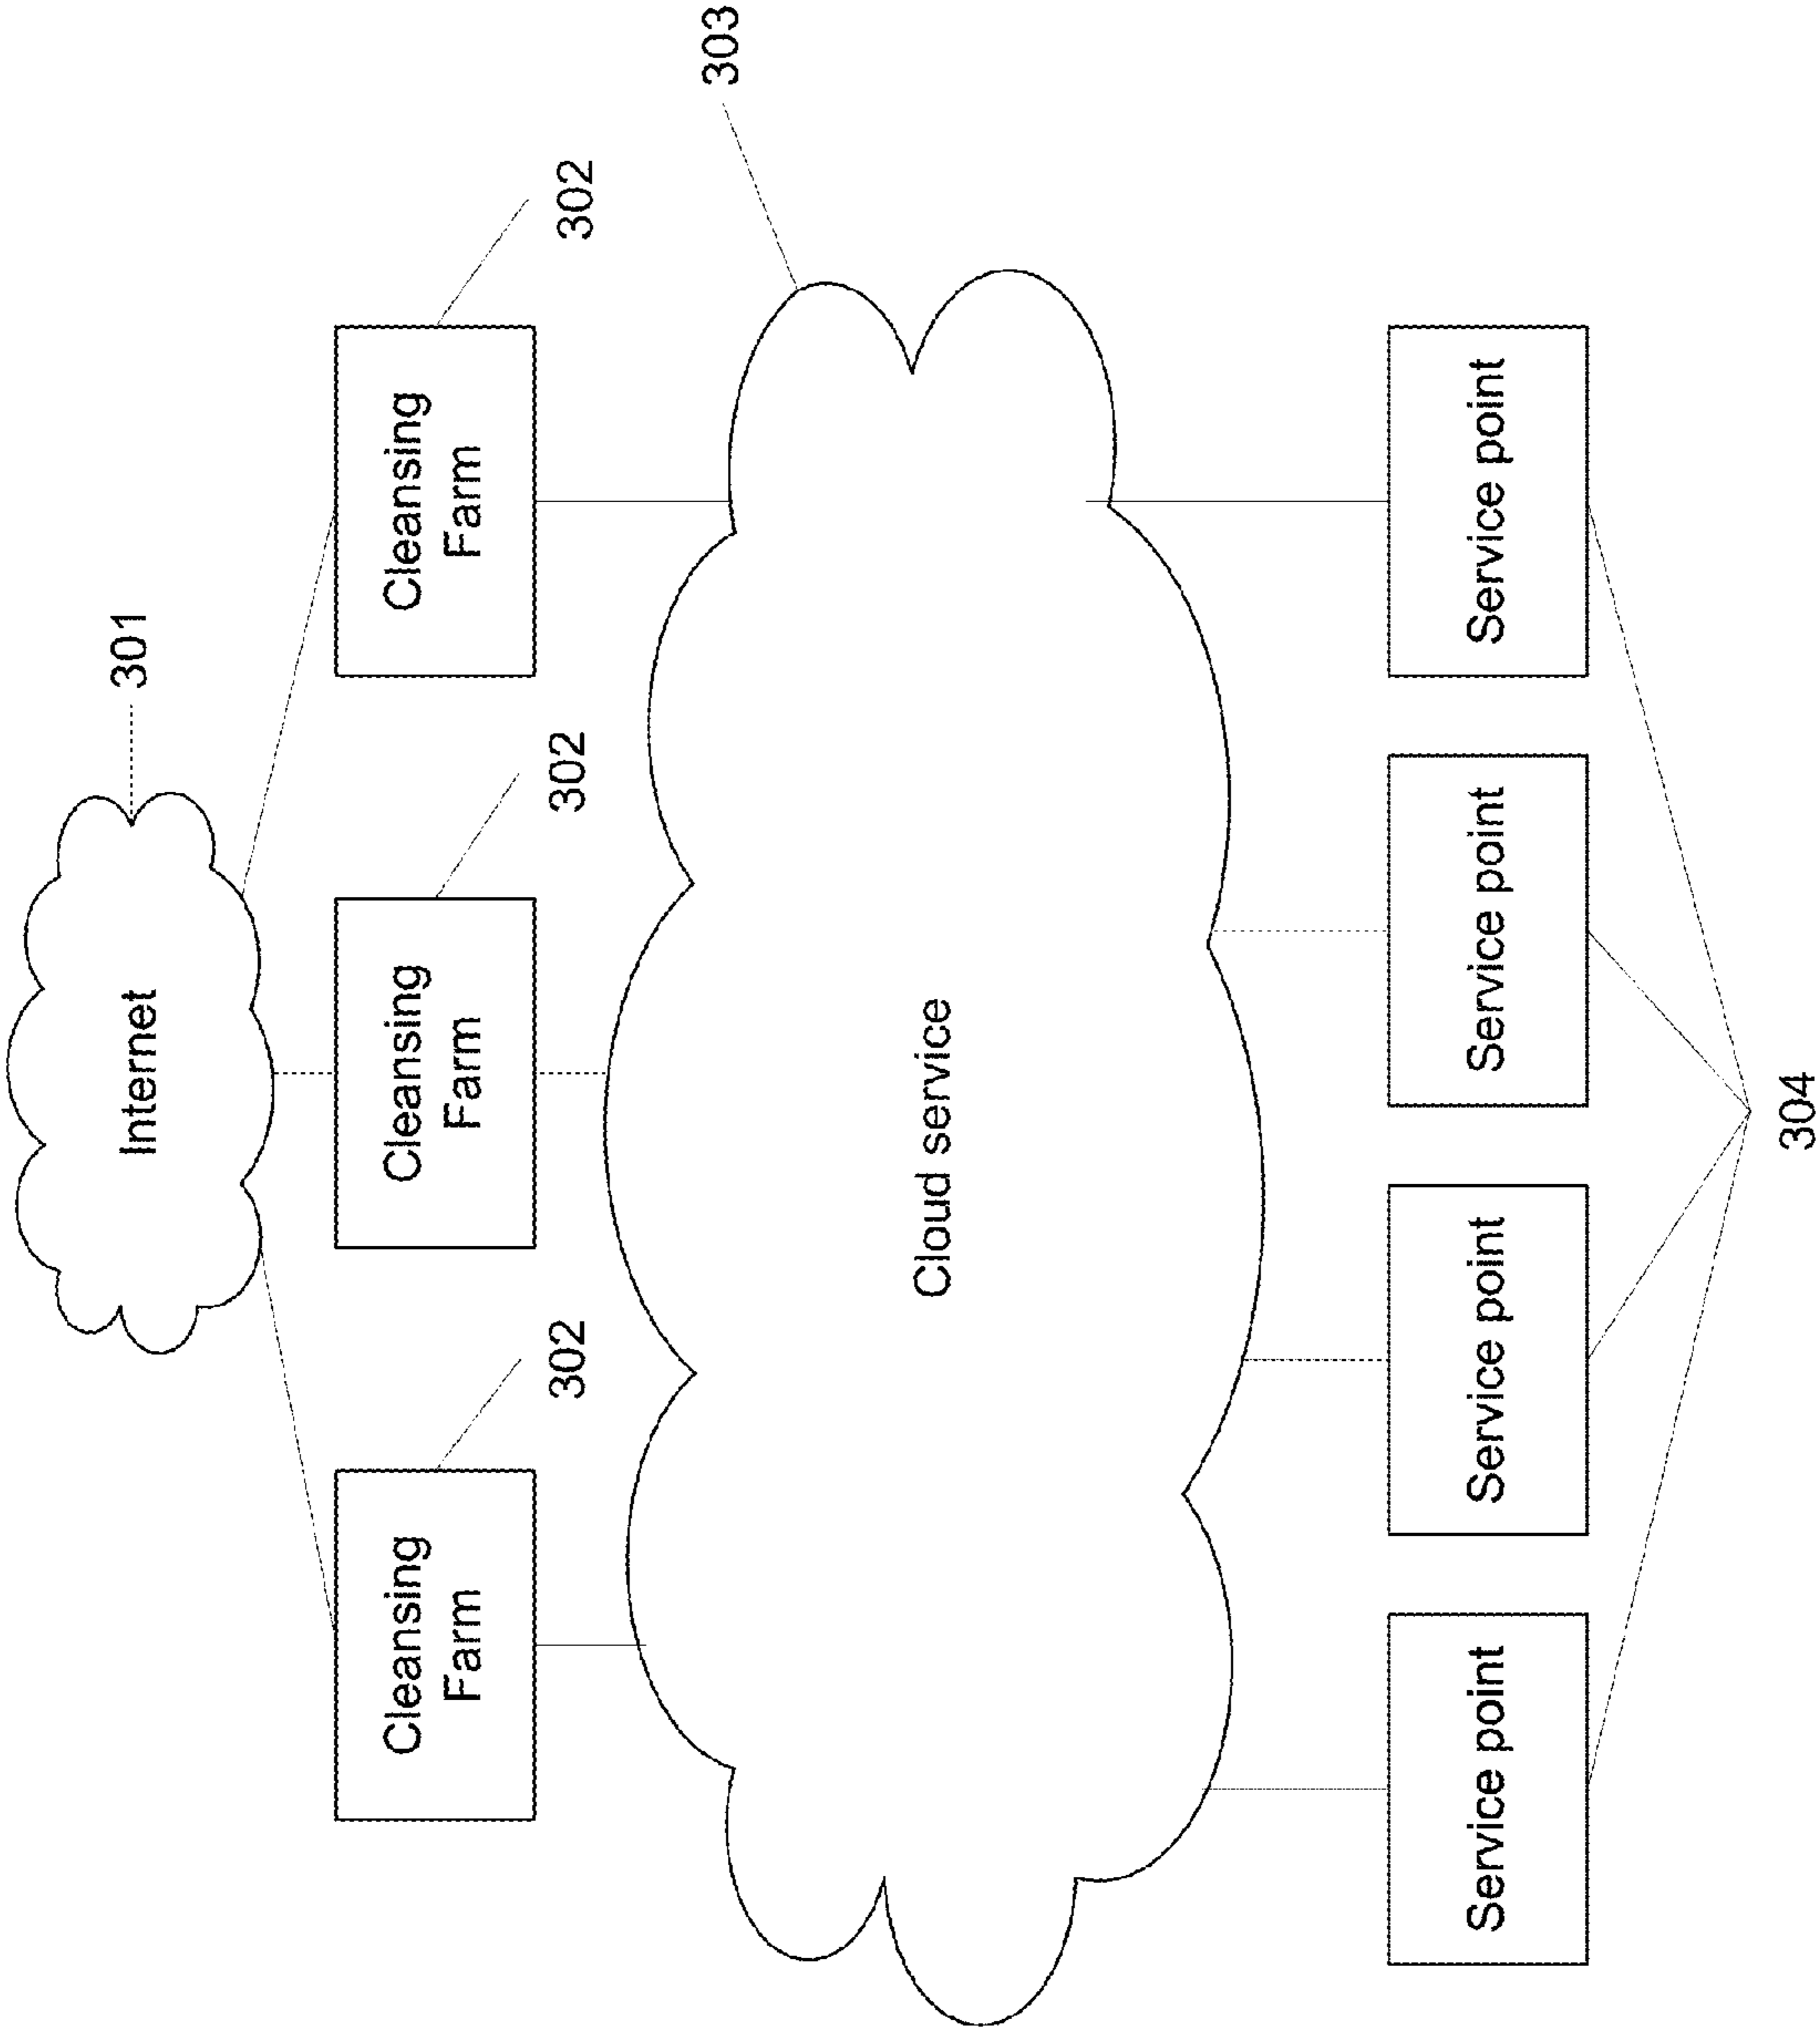 Internet
301
Cleansing
Farm
302
Cleansing
Farm
302
Cleansing
Farm
302
303
Cloud service
Service point
Service point
Service point
Service point
304